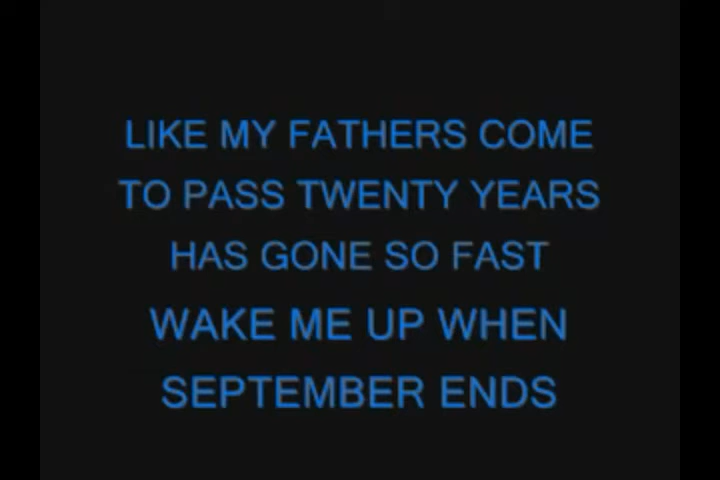 LIKE MY FATHERS COME
TO PASS TWENTY YEARS
HAS GONE SO FAST
WAKE ME UP WHEN
SEPTEMBER ENDS